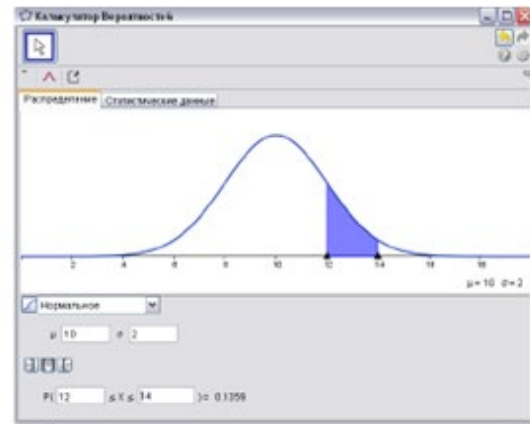 Калькулятор Вероятностей
Распределение Статистические данные
2 4 6 8 10 12 14 16 18
μ = 10 σ = 2
Нормальное
μ 10 σ 2
P( 12 ≤ X ≤ 14 ) = 0.1359